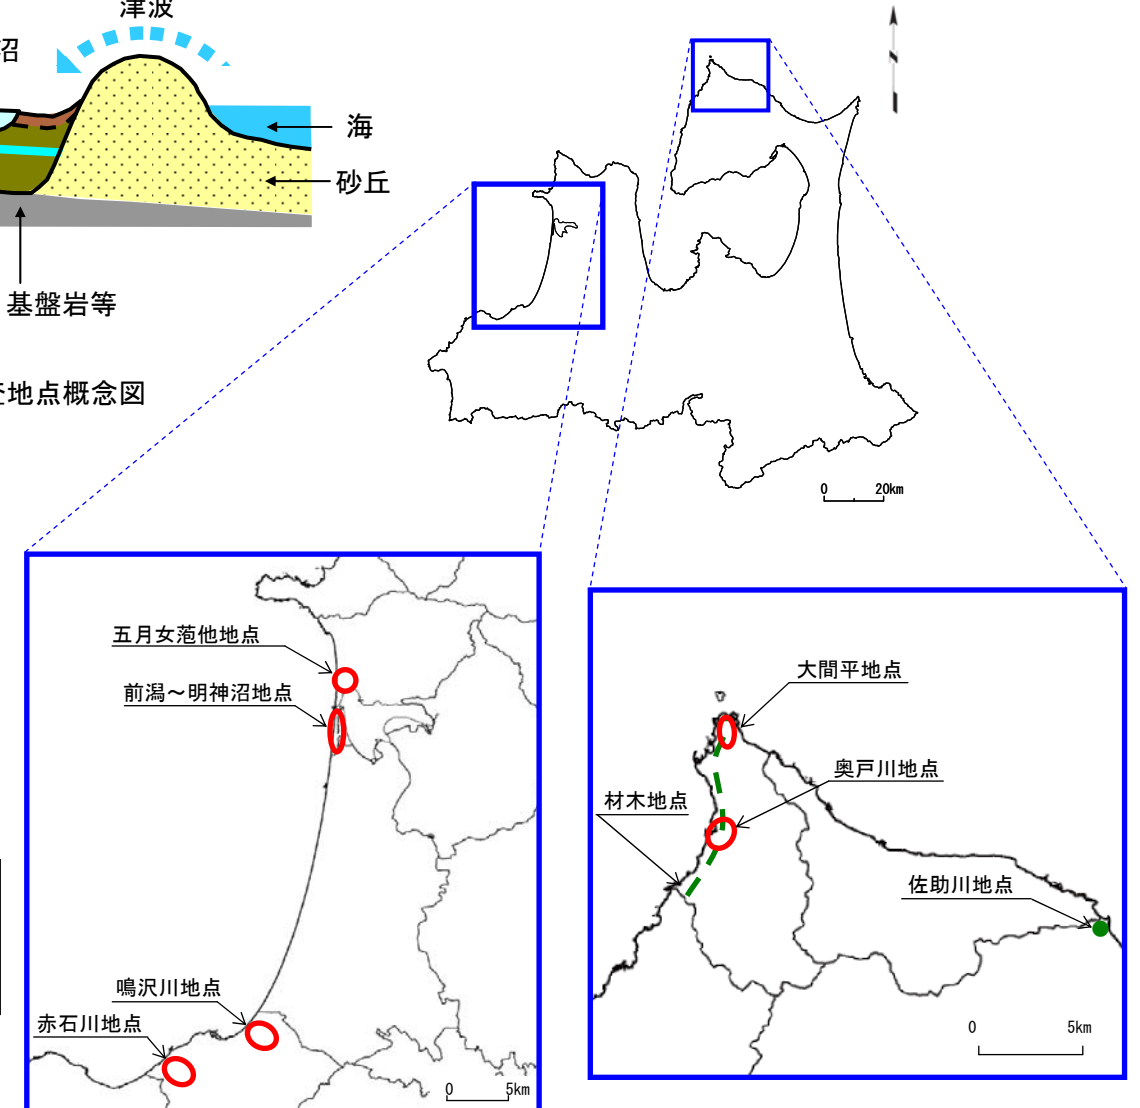 津波
沼
海
砂丘
基盤岩等
地点概念図
0 20km
五月女萢他地点
前潟～明神沼地点
鳴沢川地点
赤石川地点
0 5km
大間平地点
奥戸川地点
材木地点
佐助川地点
0 5km